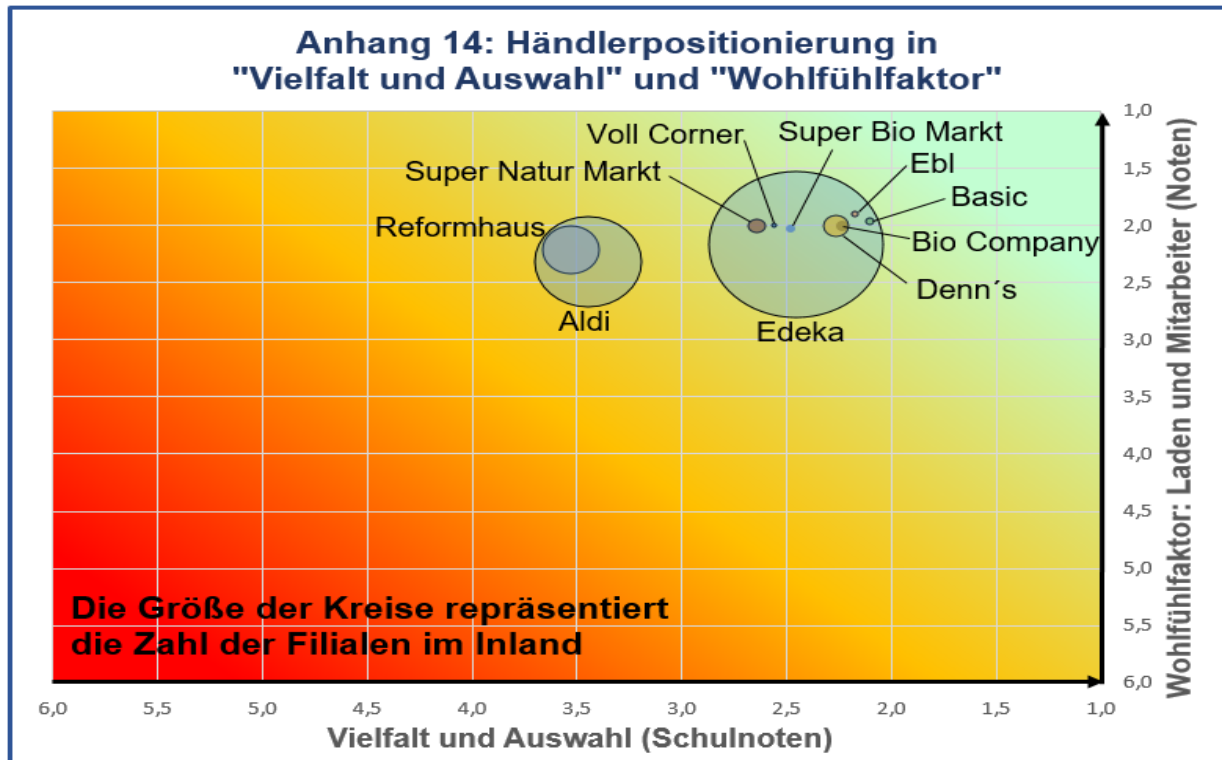 Anhang 14: Händlerpositionierung in
"Vielfalt und Auswahl" und "Wohlfühlfaktor"
Voll Corner
Super Bio Markt
Super Natur Markt
Ebl
Basic
Reformhaus
Bio Company
Denn´s
Aldi
Edeka
Die Größe der Kreise repräsentiert
die Zahl der Filialen im Inland
1,0
1,5
2,0
2,5
3,0
3,5
4,0
4,5
5,0
5,5
6,0
Wohlfühlfaktor: Laden und Mitarbeiter (Noten)
6,0 5,5 5,0 4,5 4,0 3,5 3,0 2,5 2,0 1,5 1,0
Vielfalt und Auswahl (Schulnoten)